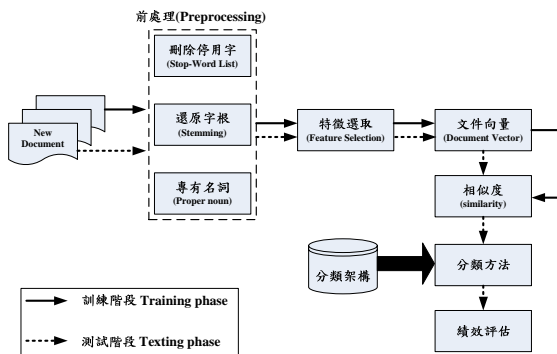 前處理(Preprocessing)
刪除停用字
(Stop-Word List)
還原字根
(Stemming)
專有名詞
(Proper noun)
New
Document
特徵選取
(Feature Selection)
文件向量
(Document Vector)
相似度
(similarity)
分類架構
分類方法
績效評估
訓練階段 Training phase
測試階段 Texting phase